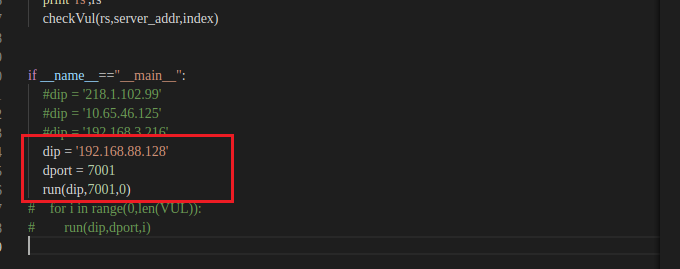 print 'rs',rs
checkVul(rs,server_addr,index)
if __name__=="__main__":
#dip = '218.1.102.99'
#dip = '10.65.46.125'
#dip = '192.168.3.216'
dip = '192.168.88.128'
dport = 7001
run(dip,7001,0)
# for i in range(0,len(VUL)):
# run(dip,dport,i)